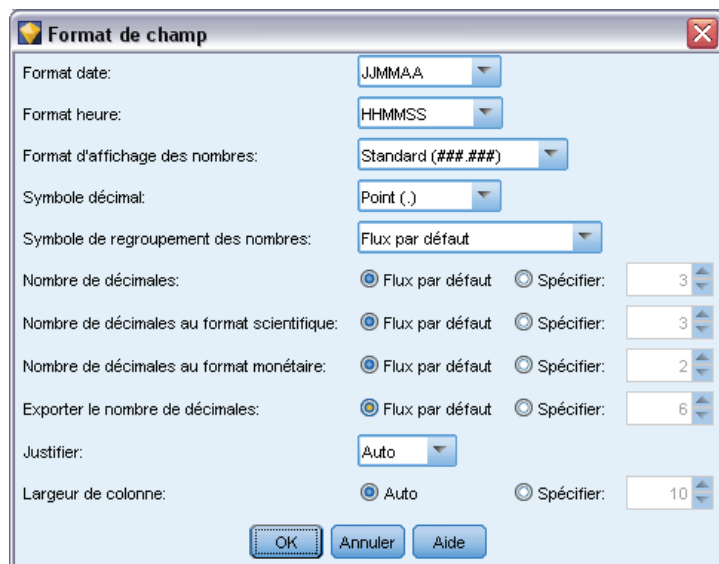 Format de champ
Format date: JJMMAA
Format heure: HHMMSS
Format d'affichage des nombres: Standard (###.###)
Symbole décimal: Point (.)
Symbole de regroupement des nombres: Flux par défaut
Nombre de décimales: Flux par défaut Spécifier: 3
Nombre de décimales au format scientifique: Flux par défaut Spécifier: 3
Nombre de décimales au format monétaire: Flux par défaut Spécifier: 2
Exporter le nombre de décimales: Flux par défaut Spécifier: 6
Justifier: Auto
Largeur de colonne: Auto Spécifier: 10
OK Annuler Aide